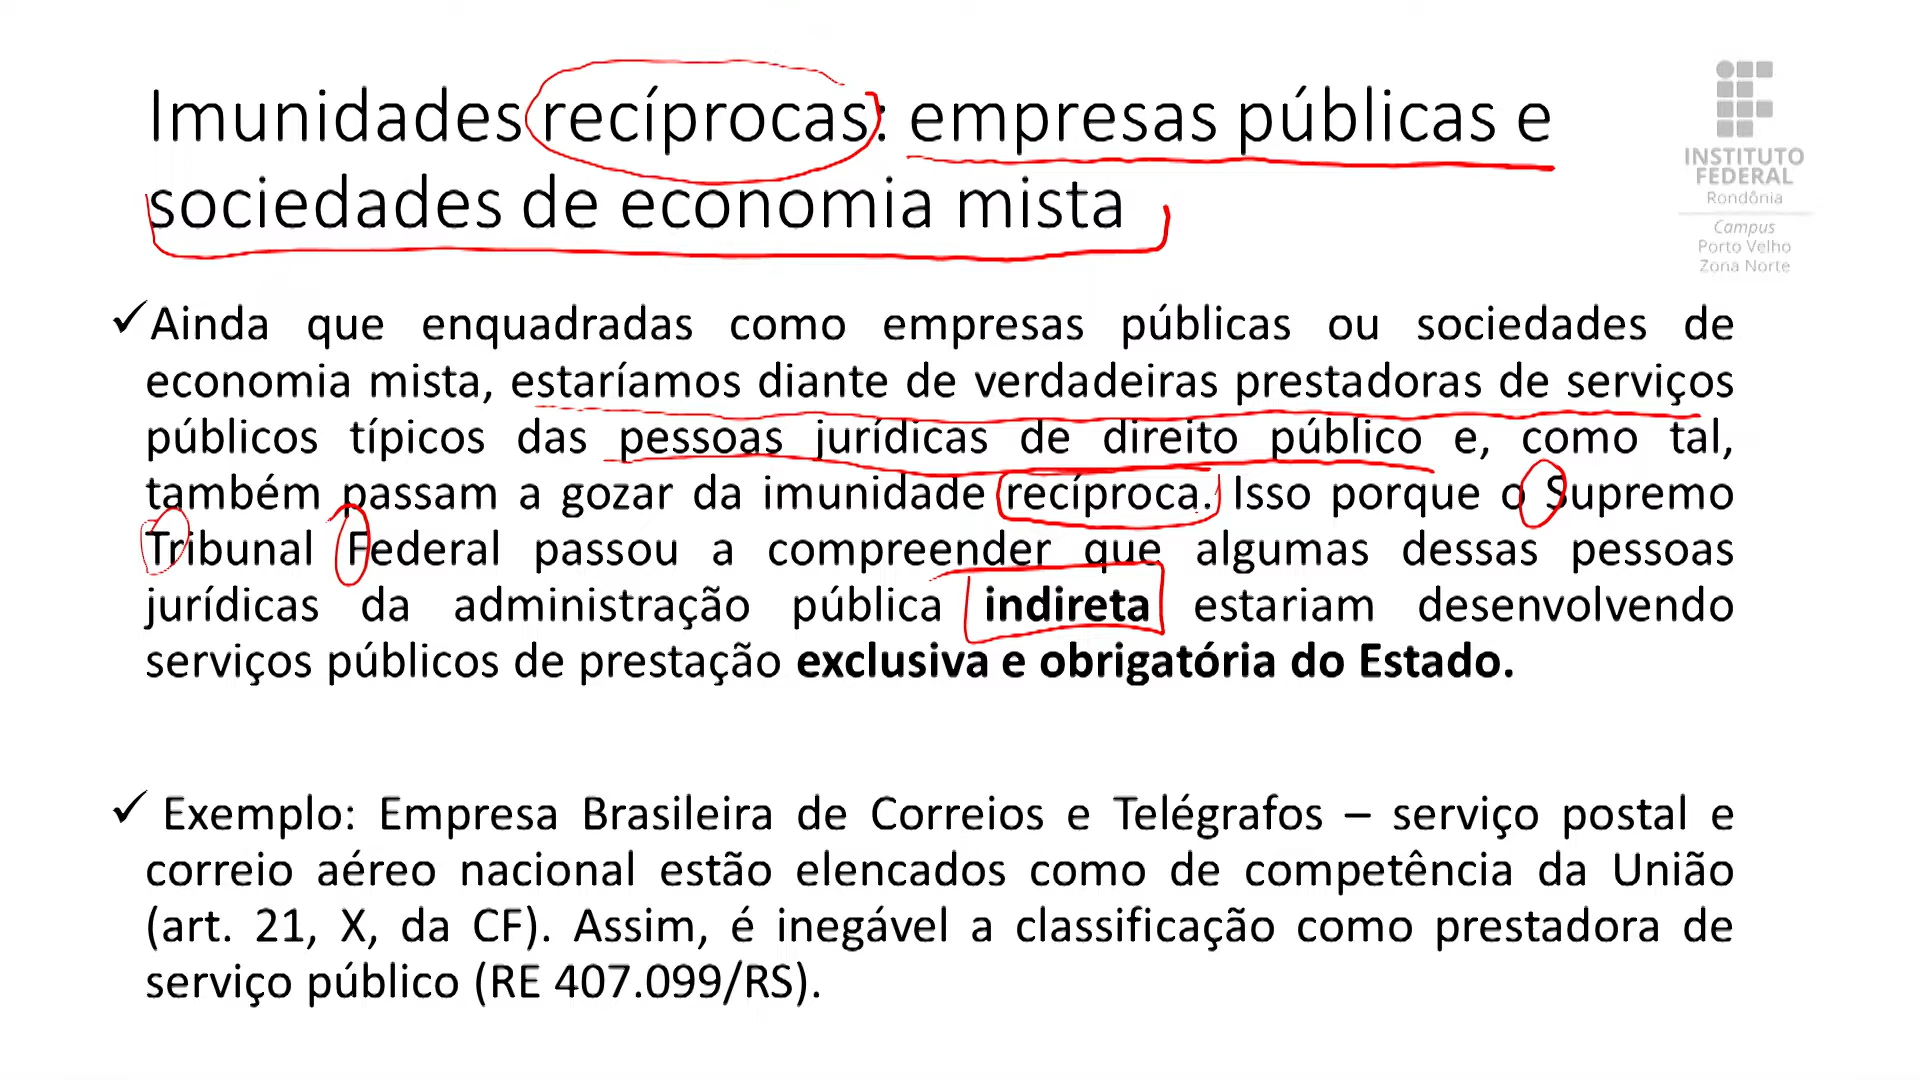 Imunidades recíprocas: empresas públicas e
sociedades de economia mista
INSTITUTO
FEDERAL
Rondônia
Campus
Porto Velho
Zona Norte
✓Ainda que enquadradas como empresas públicas ou sociedades de
economia mista, estaríamos diante de verdadeiras prestadoras de serviços
públicos típicos das pessoas jurídicas de direito público e, como tal,
também passam a gozar da imunidade recíproca. Isso porque o Supremo
Tribunal Federal passou a compreender que algumas dessas pessoas
jurídicas da administração pública indireta estariam desenvolvendo
serviços públicos de prestação exclusiva e obrigatória do Estado.
✓ Exemplo: Empresa Brasileira de Correios e Telégrafos – serviço postal e
correio aéreo nacional estão elencados como de competência da União
(art. 21, X, da CF). Assim, é inegável a classificação como prestadora de
serviço público (RE 407.099/RS).